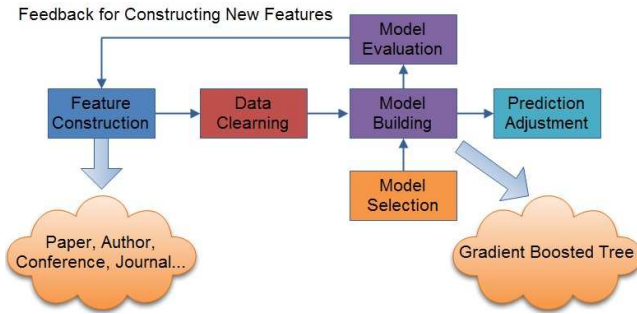 Feedback for Constructing New Features
Model
Evaluation
Feature
Construction
Data
Clearning
Model
Building
Prediction
Adjustment
Model
Selection
Paper, Author,
Conference, Journal...
Gradient Boosted Tree